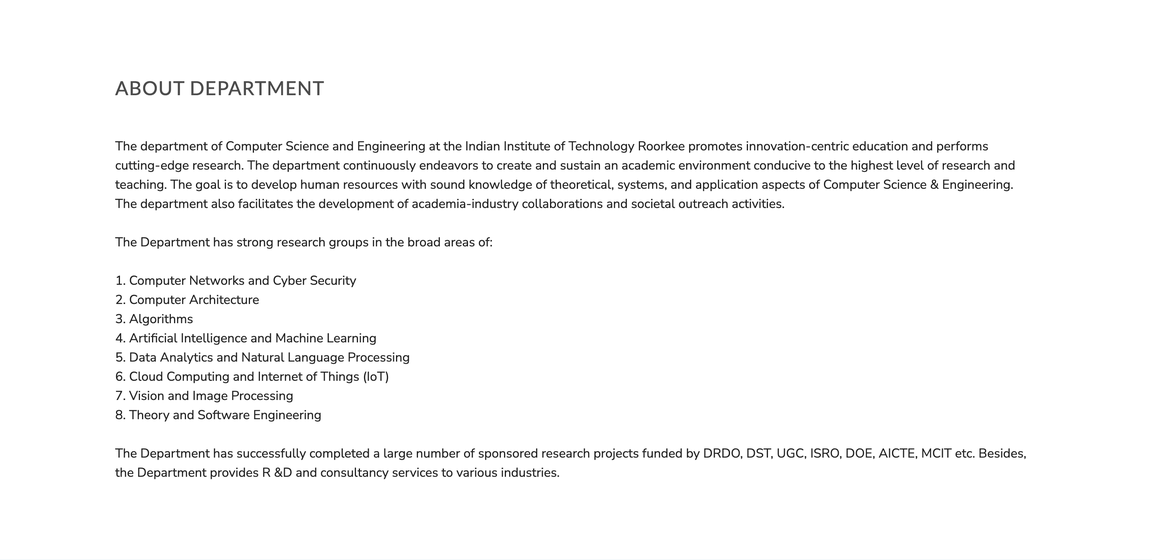 ABOUT DEPARTMENT
The department of Computer Science and Engineering at the Indian Institute of Technology Roorkee promotes innovation-centric education and performs
cutting-edge research. The department continuously endeavors to create and sustain an academic environment conducive to the highest level of research and
teaching. The goal is to develop human resources with sound knowledge of theoretical, systems, and application aspects of Computer Science & Engineering.
The department also facilitates the development of academia-industry collaborations and societal outreach activities.
The Department has strong research groups in the broad areas of:
1. Computer Networks and Cyber Security
2. Computer Architecture
3. Algorithms
4. Artificial Intelligence and Machine Learning
5. Data Analytics and Natural Language Processing
6. Cloud Computing and Internet of Things (IoT)
7. Vision and Image Processing
8. Theory and Software Engineering
The Department has successfully completed a large number of sponsored research projects funded by DRDO, DST, UGC, ISRO, DOE, AICTE, MCIT etc. Besides,
the Department provides R &D and consultancy services to various industries.